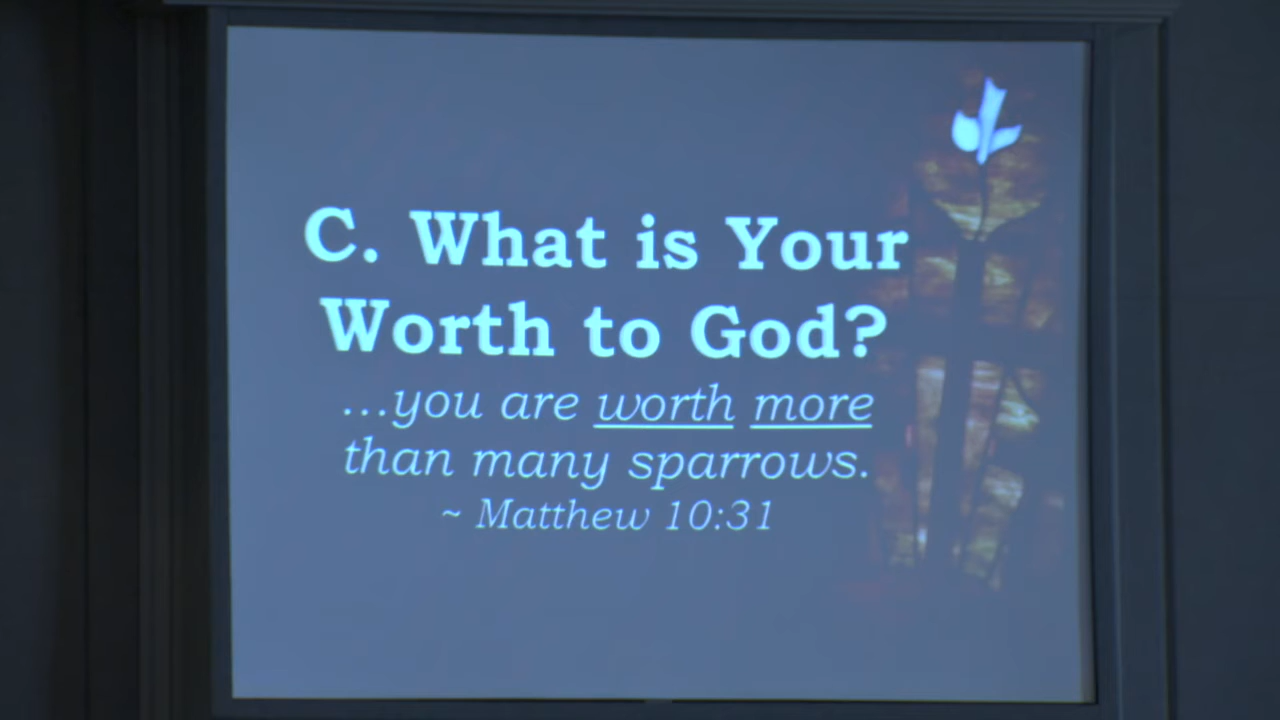 C. What is Your
Worth to God?
...you are worth more
than many sparrows.
~ Matthew 10:31